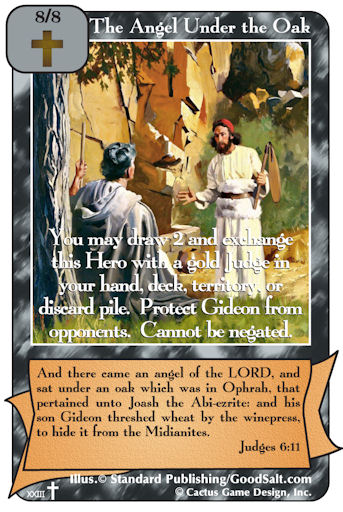 8/8
The Angel Under the Oak
You may draw 2 and exchange
this Hero with a gold Judge in
your hand, deck, territory, or
discard pile. Protect Gideon from
opponents. Cannot be negated.
And there came an angel of the LORD, and
sat under an oak which was in Ophrah, that
pertained unto Joash the Abi-ezrite: and his
son Gideon threshed wheat by the winepress,
to hide it from the Midianites.
Judges 6:11
Illus.© Standard Publishing/GoodSalt.com
XXIII © Cactus Game Design, Inc.